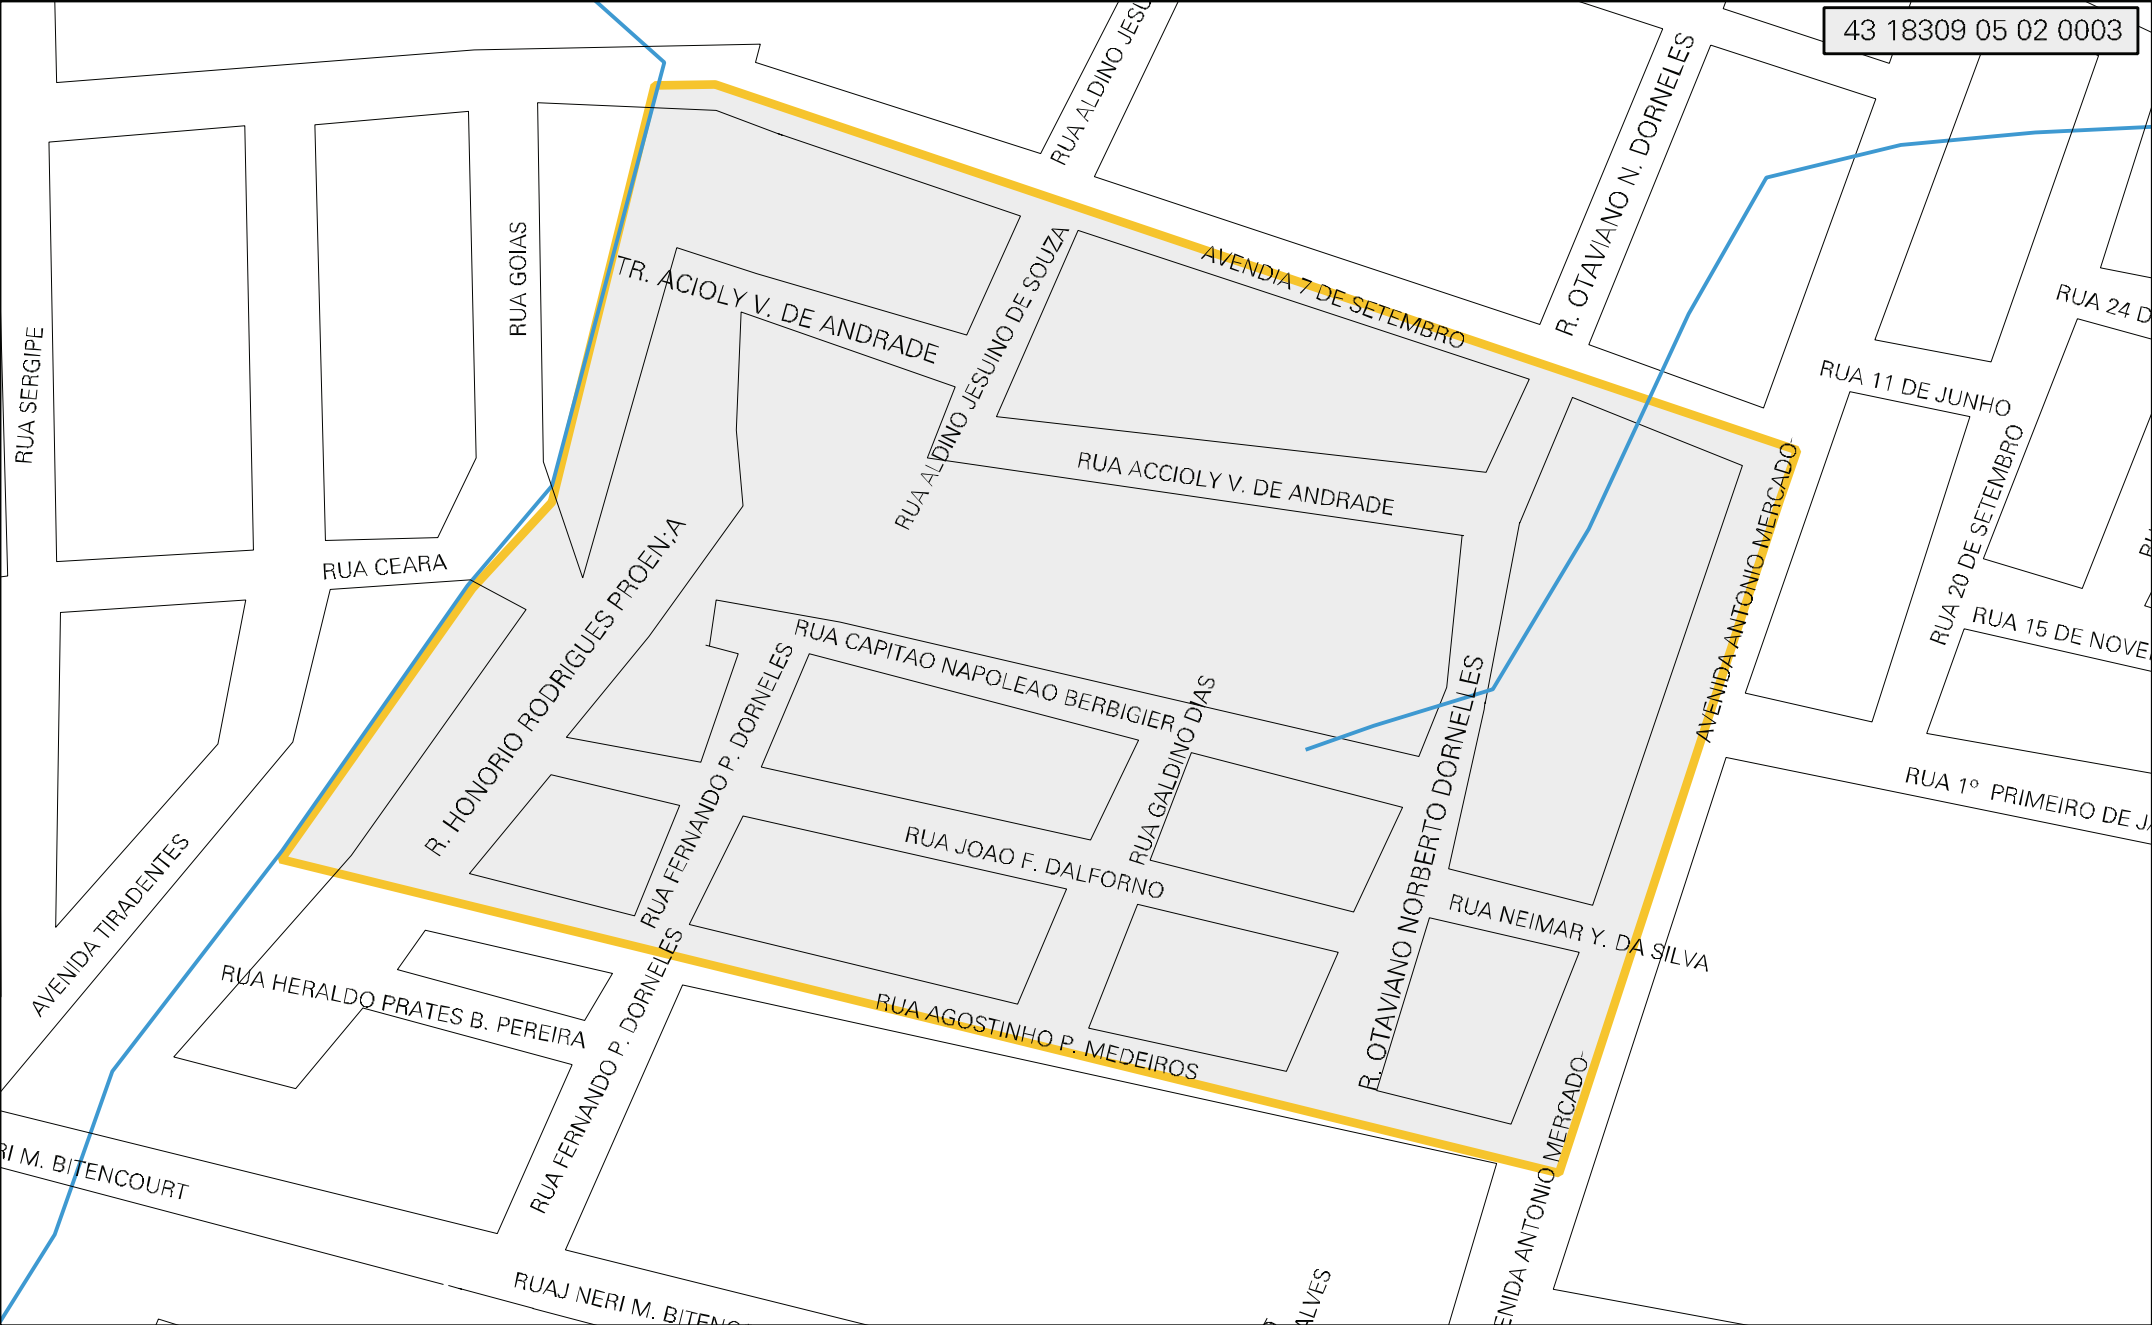 43 18309 05 02 0003
RUA ALDINO JESU
R. OTAVIANO N. DORNELES
RUA GOIAS
TR. ACIOLY V. DE ANDRADE
RUA ALDINO JESUINO DE SOUZA
AVENDIA 7 DE SETEMBRO
RUA 24 D
RUA SERGIPE
RUA 11 DE JUNHO
RUA ACCIOLY V. DE ANDRADE
RUA 20 DE SETEMBRO
AVENIDA ANTONIO MERCADO
RUA CEARA
R. HONORIO RODRIGUES PROEN;A
RUA CAPITAO NAPOLEAO BERBIGIER
RUA 15 DE NOVE
RUA FERNANDO P. DORNELES
RUA GALDINO DIAS
R. OTAVIANO NORBERTO DORNELLES
RUA 1º PRIMEIRO DE J
RUA JOAO F. DALFORNO
AVENIDA TIRADENTES
RUA NEIMAR Y. DA SILVA
RUA HERALDO PRATES B. PEREIRA
RUA FERNANDO P. DORNELES
RUA AGOSTINHO P. MEDEIROS
AVENIDA ANTONIO MERCADO
RI M. BITENCOURT
RUAJ NERI M. BITENC
ALVES